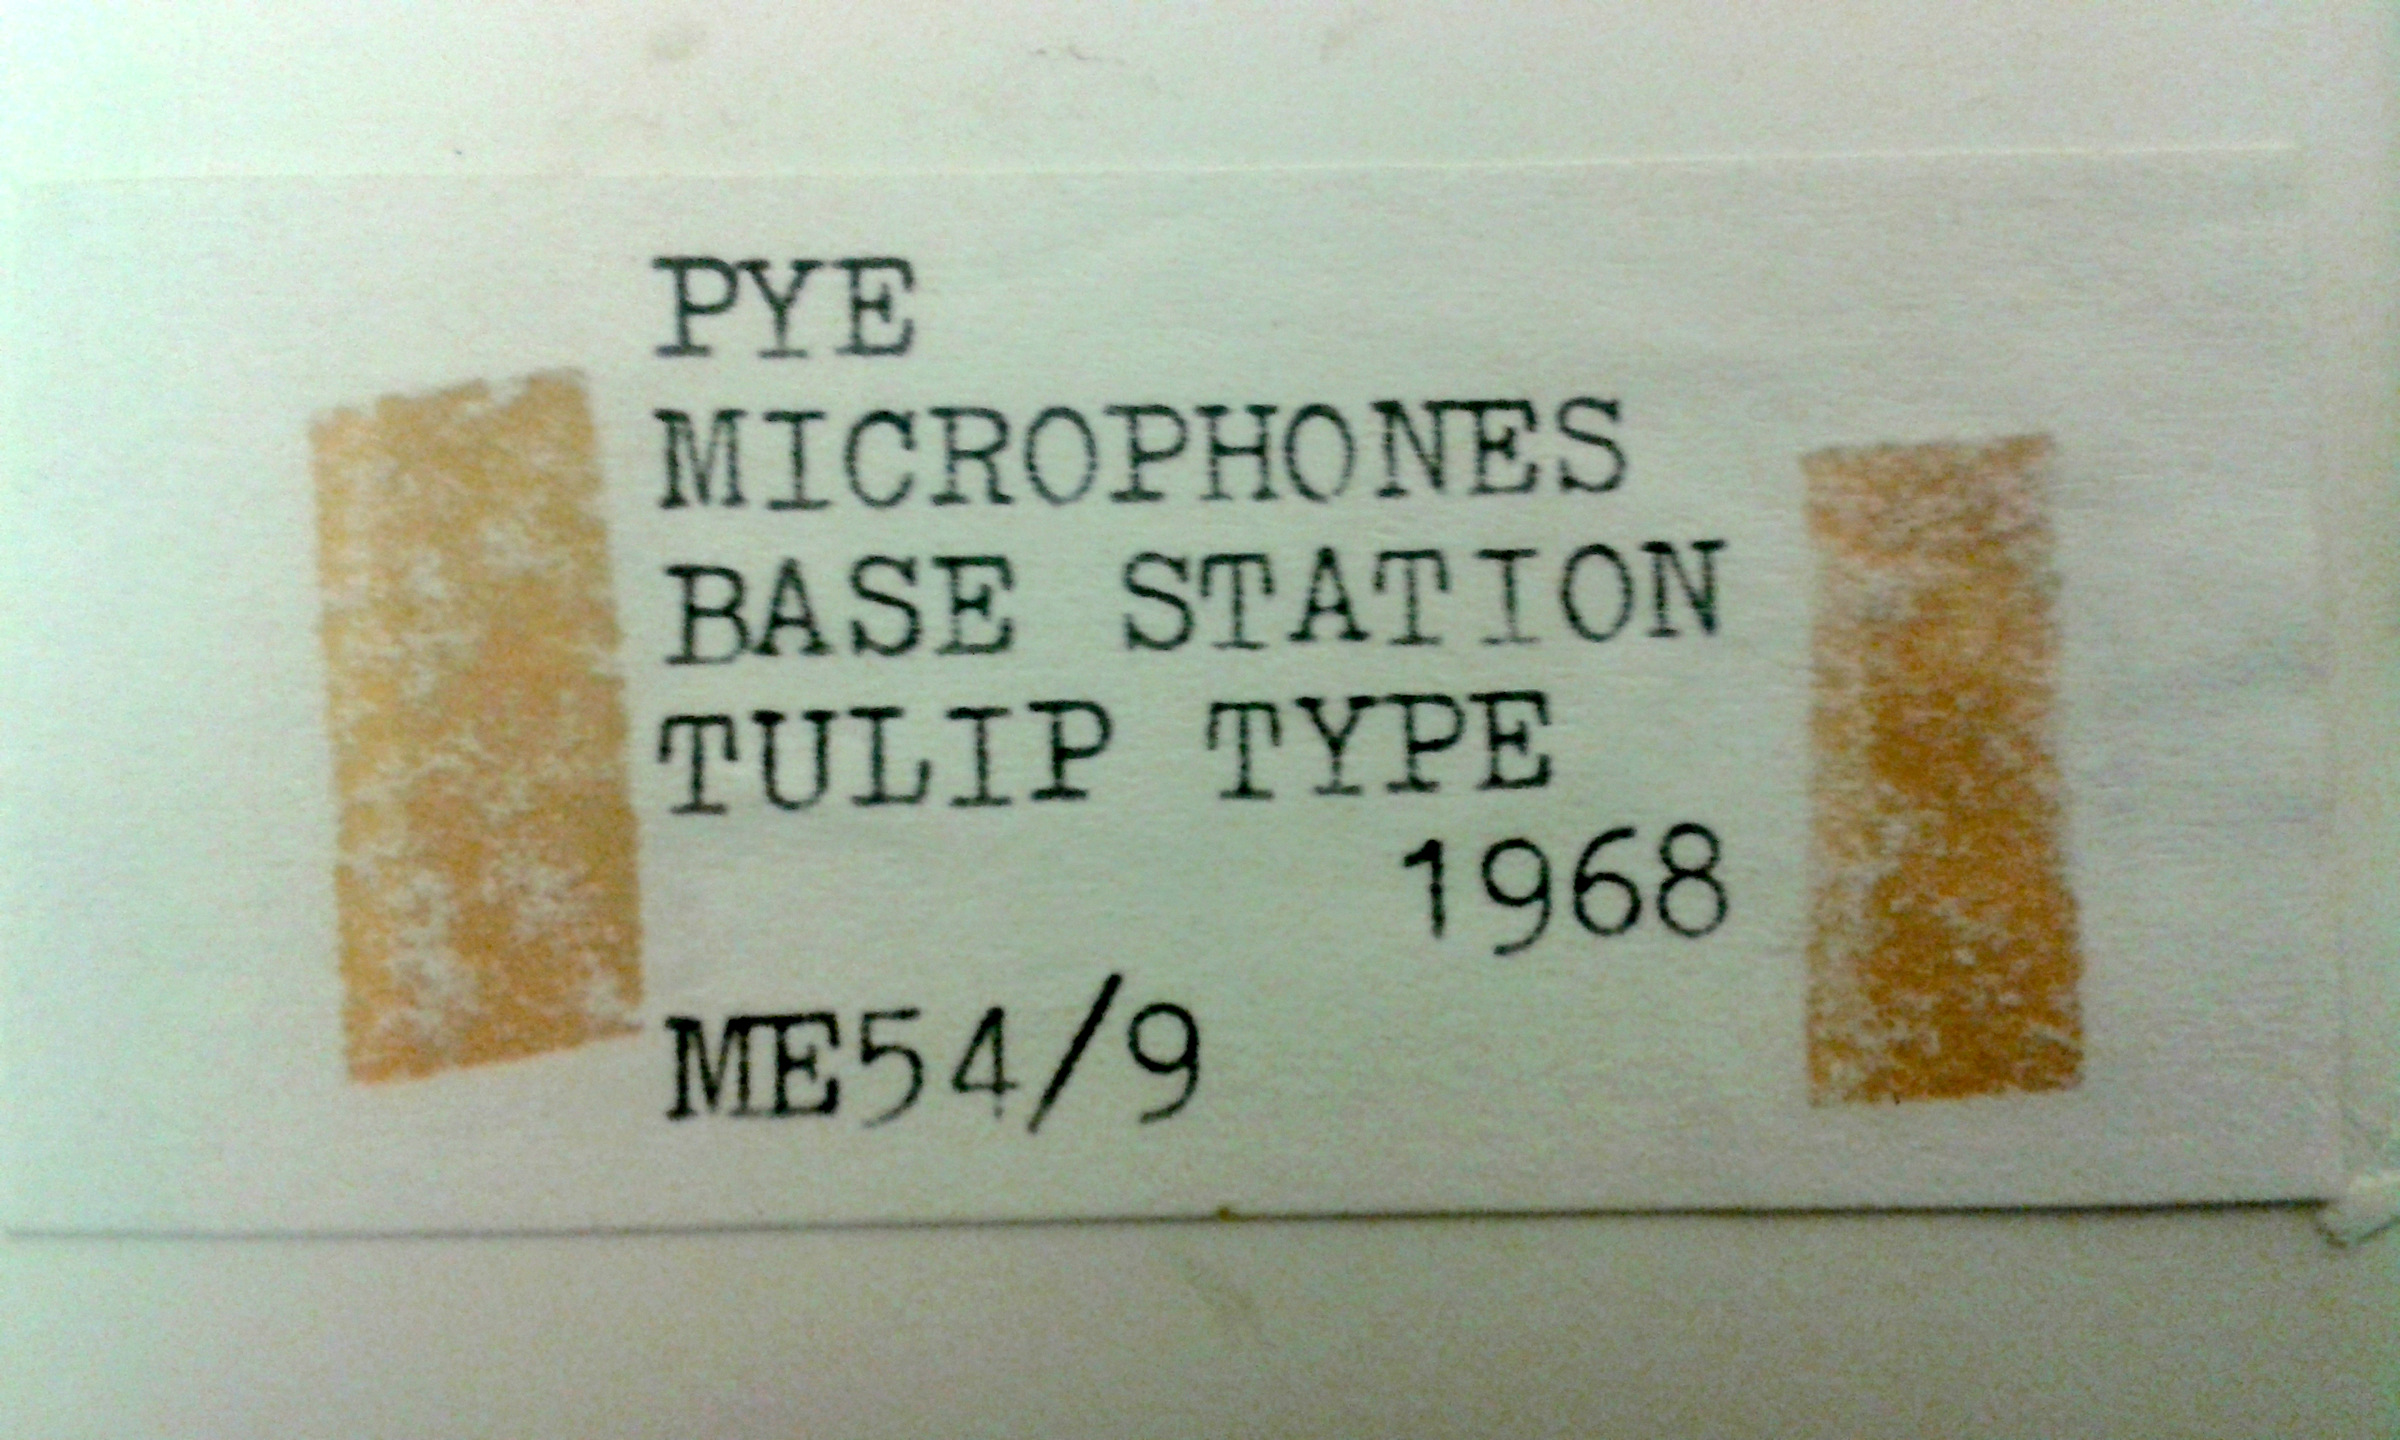 PYE
MICROPHONES
BASE STATION
TULIP TYPE
1968
ME54/9